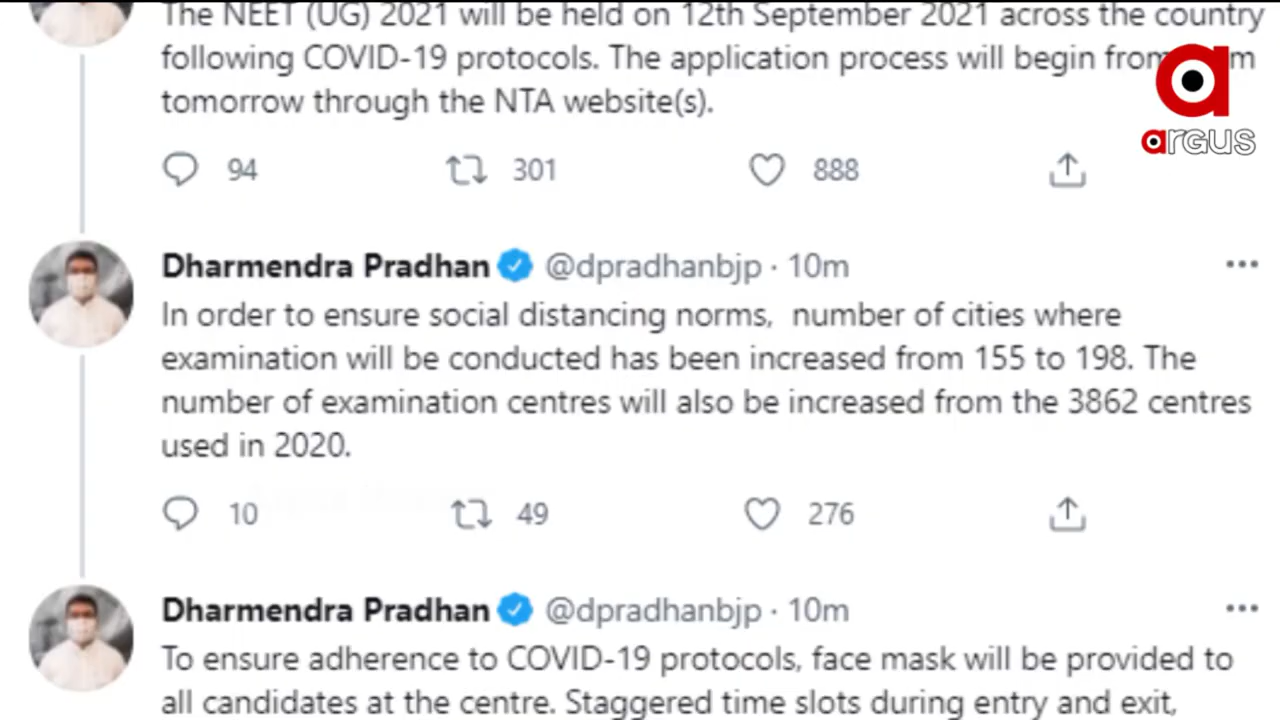 The NEET (UG) 2021 will be held on 12th September 2021 across the country
following COVID-19 protocols. The application process will begin from
tomorrow through the NTA website(s).
argus
94 301 888
Dharmendra Pradhan @dpradhanbjp · 10m
In order to ensure social distancing norms, number of cities where
examination will be conducted has been increased from 155 to 198. The
number of examination centres will also be increased from the 3862 centres
used in 2020.
10 49 276
Dharmendra Pradhan @dpradhanbjp · 10m
To ensure adherence to COVID-19 protocols, face mask will be provided to
all candidates at the centre. Staggered time slots during entry and exit,